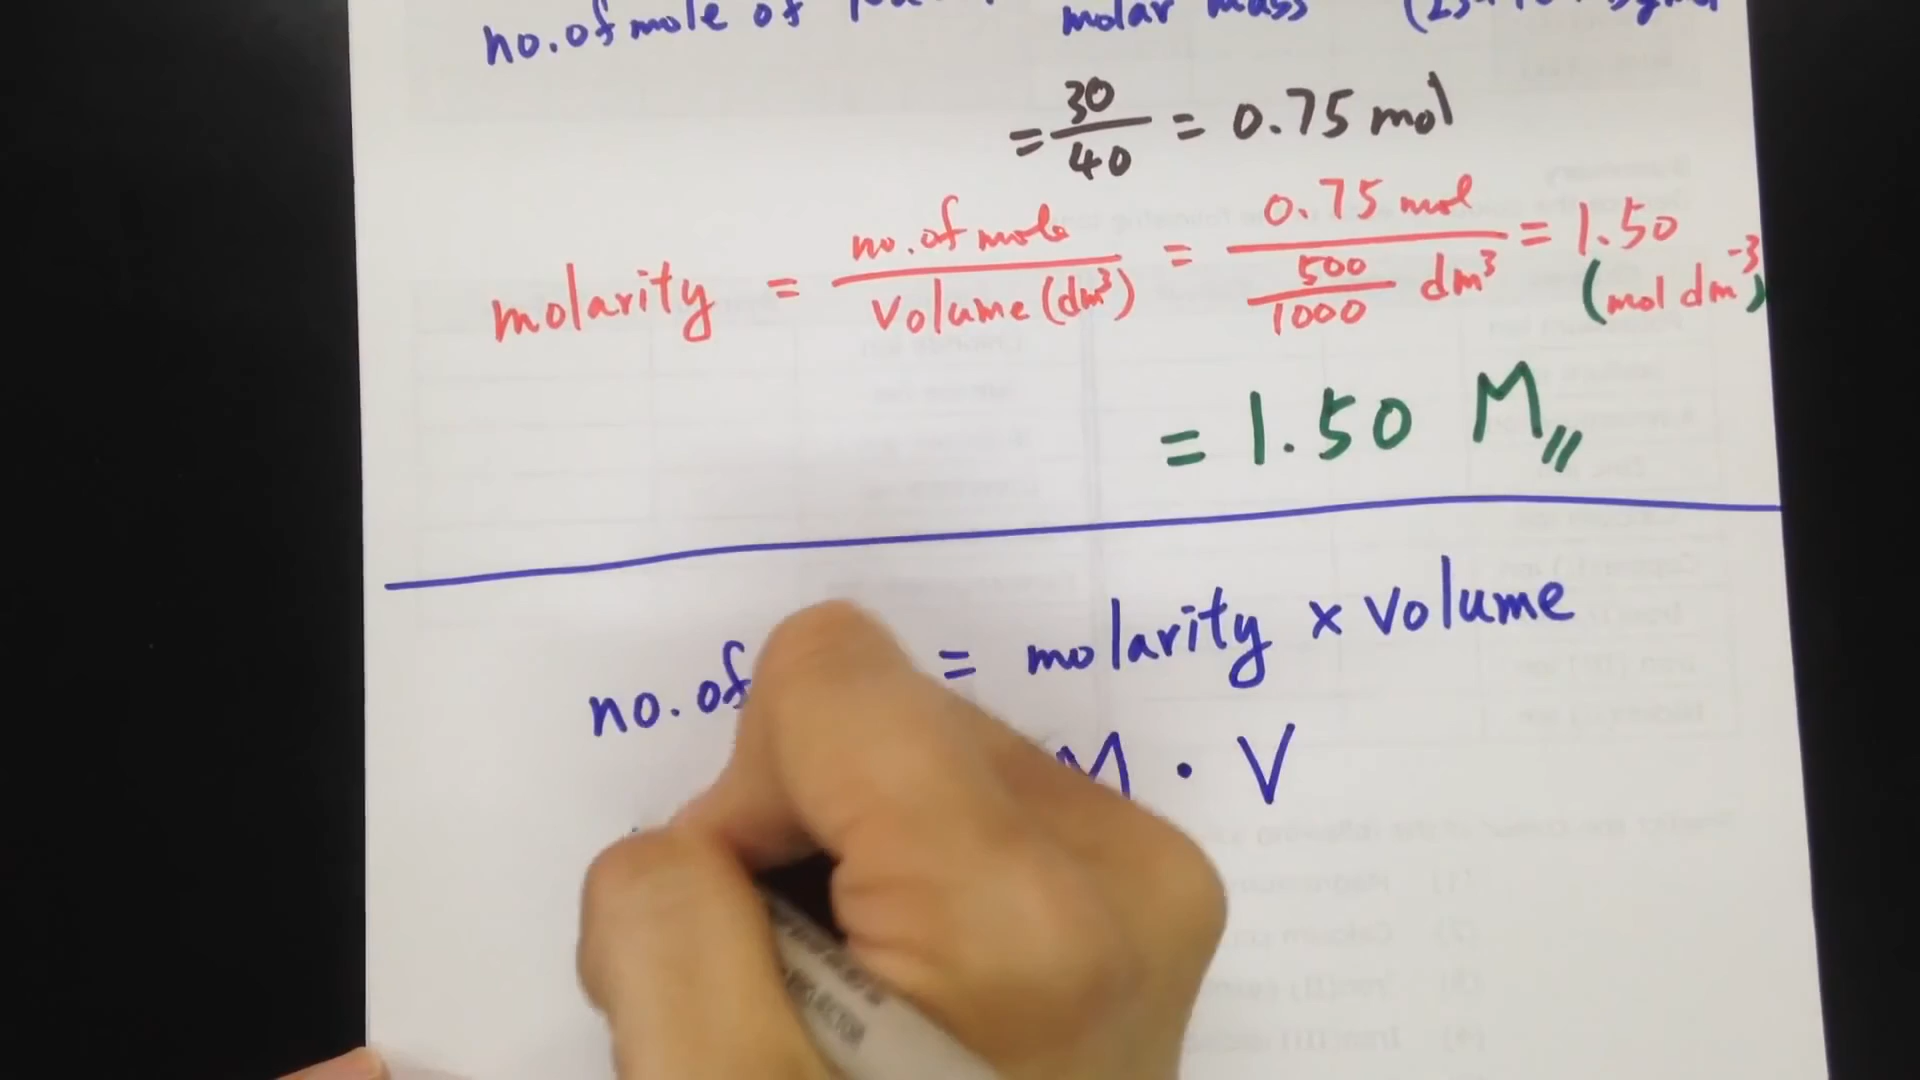 no. of mole of molar mass
= 30/40 = 0.75 mol
molarity = no. of mole / Volume (dm³) = 0.75 mol / 500/1000 dm³ = 1.50 (mol dm⁻³)
= 1.50 M
no. of = molarity × volume
M · V